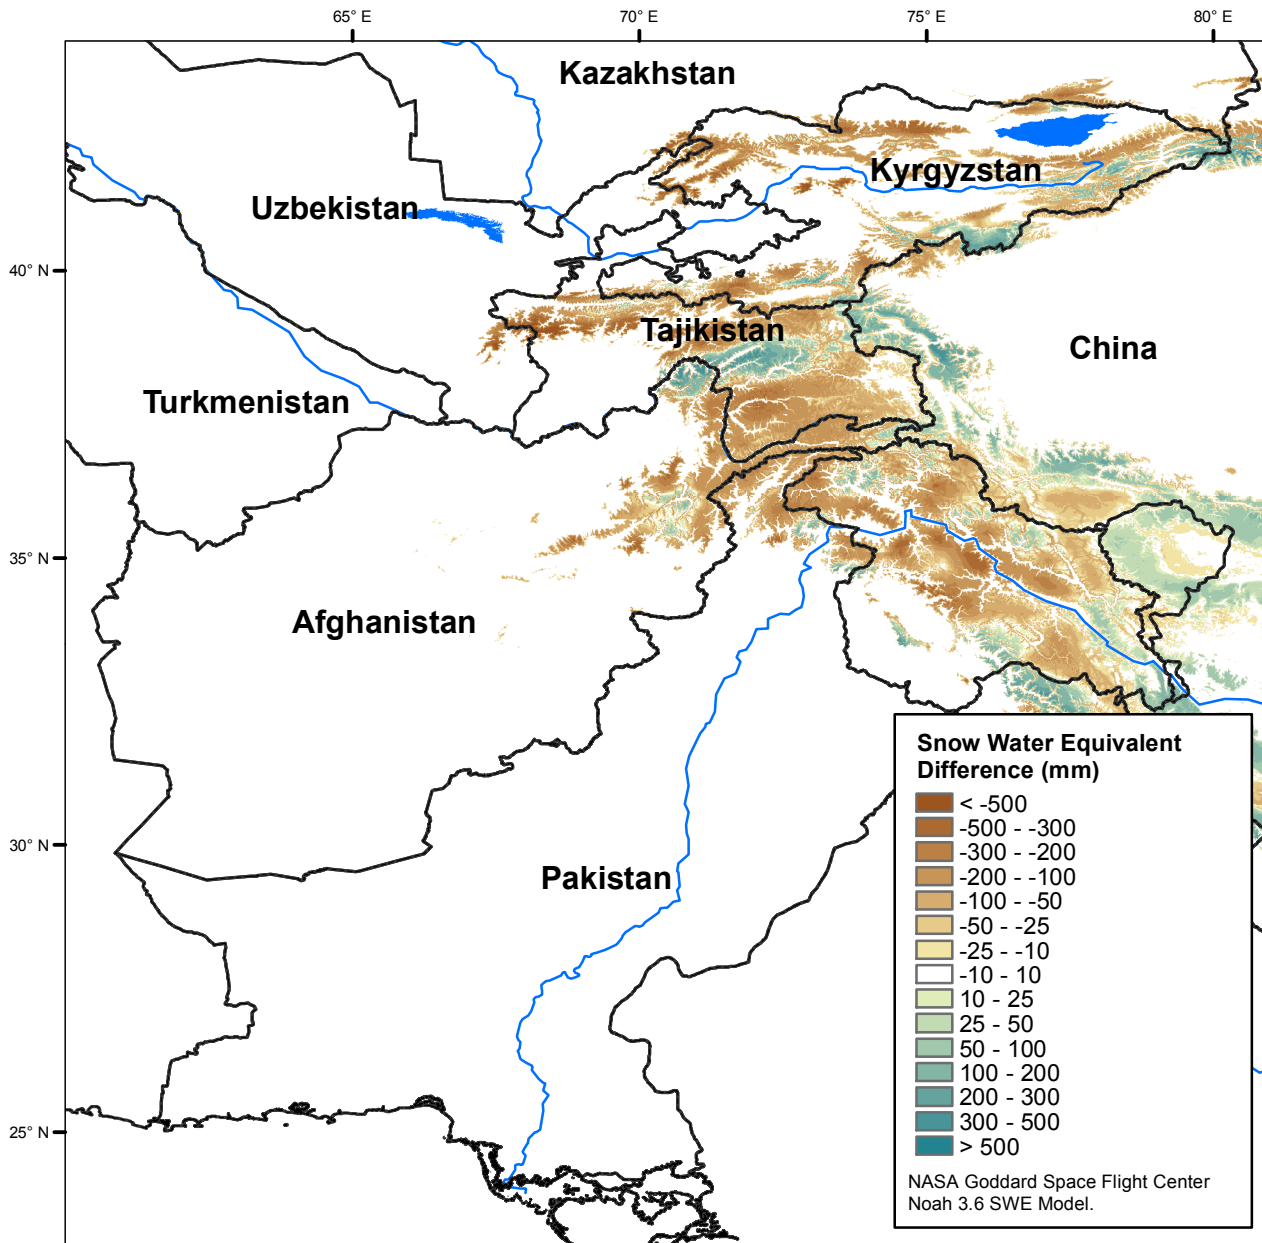 65° E
70° E
75° E
80° E
Kazakhstan
Kyrgyzstan
Uzbekistan
40° N
Tajikistan
China
Turkmenistan
35° N
Afghanistan
Snow Water Equivalent
Difference (mm)
< -500
-500 - -300
-300 - -200
-200 - -100
-100 - -50
-50 - -25
-25 - -10
-10 - 10
10 - 25
25 - 50
50 - 100
100 - 200
200 - 300
300 - 500
> 500
30° N
Pakistan
25° N
NASA Goddard Space Flight Center
Noah 3.6 SWE Model.